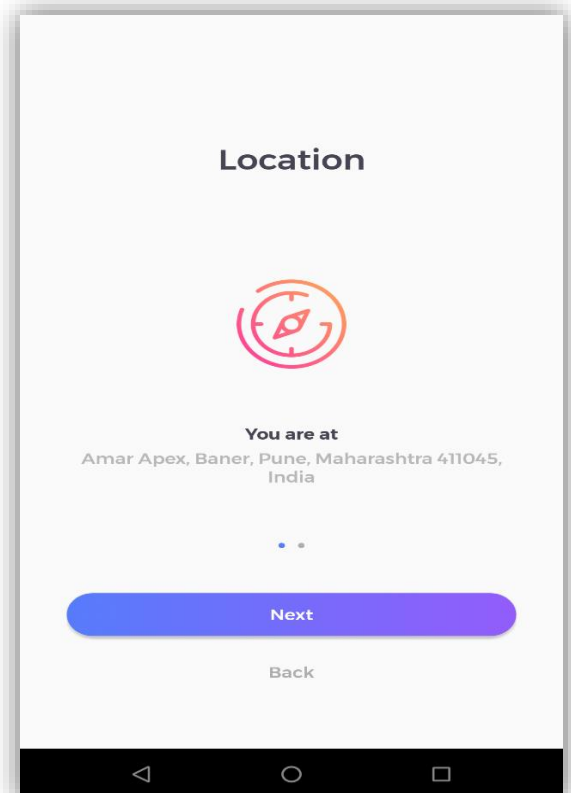 Location
You are at
Amar Apex, Baner, Pune, Maharashtra 411045,
India
Next
Back